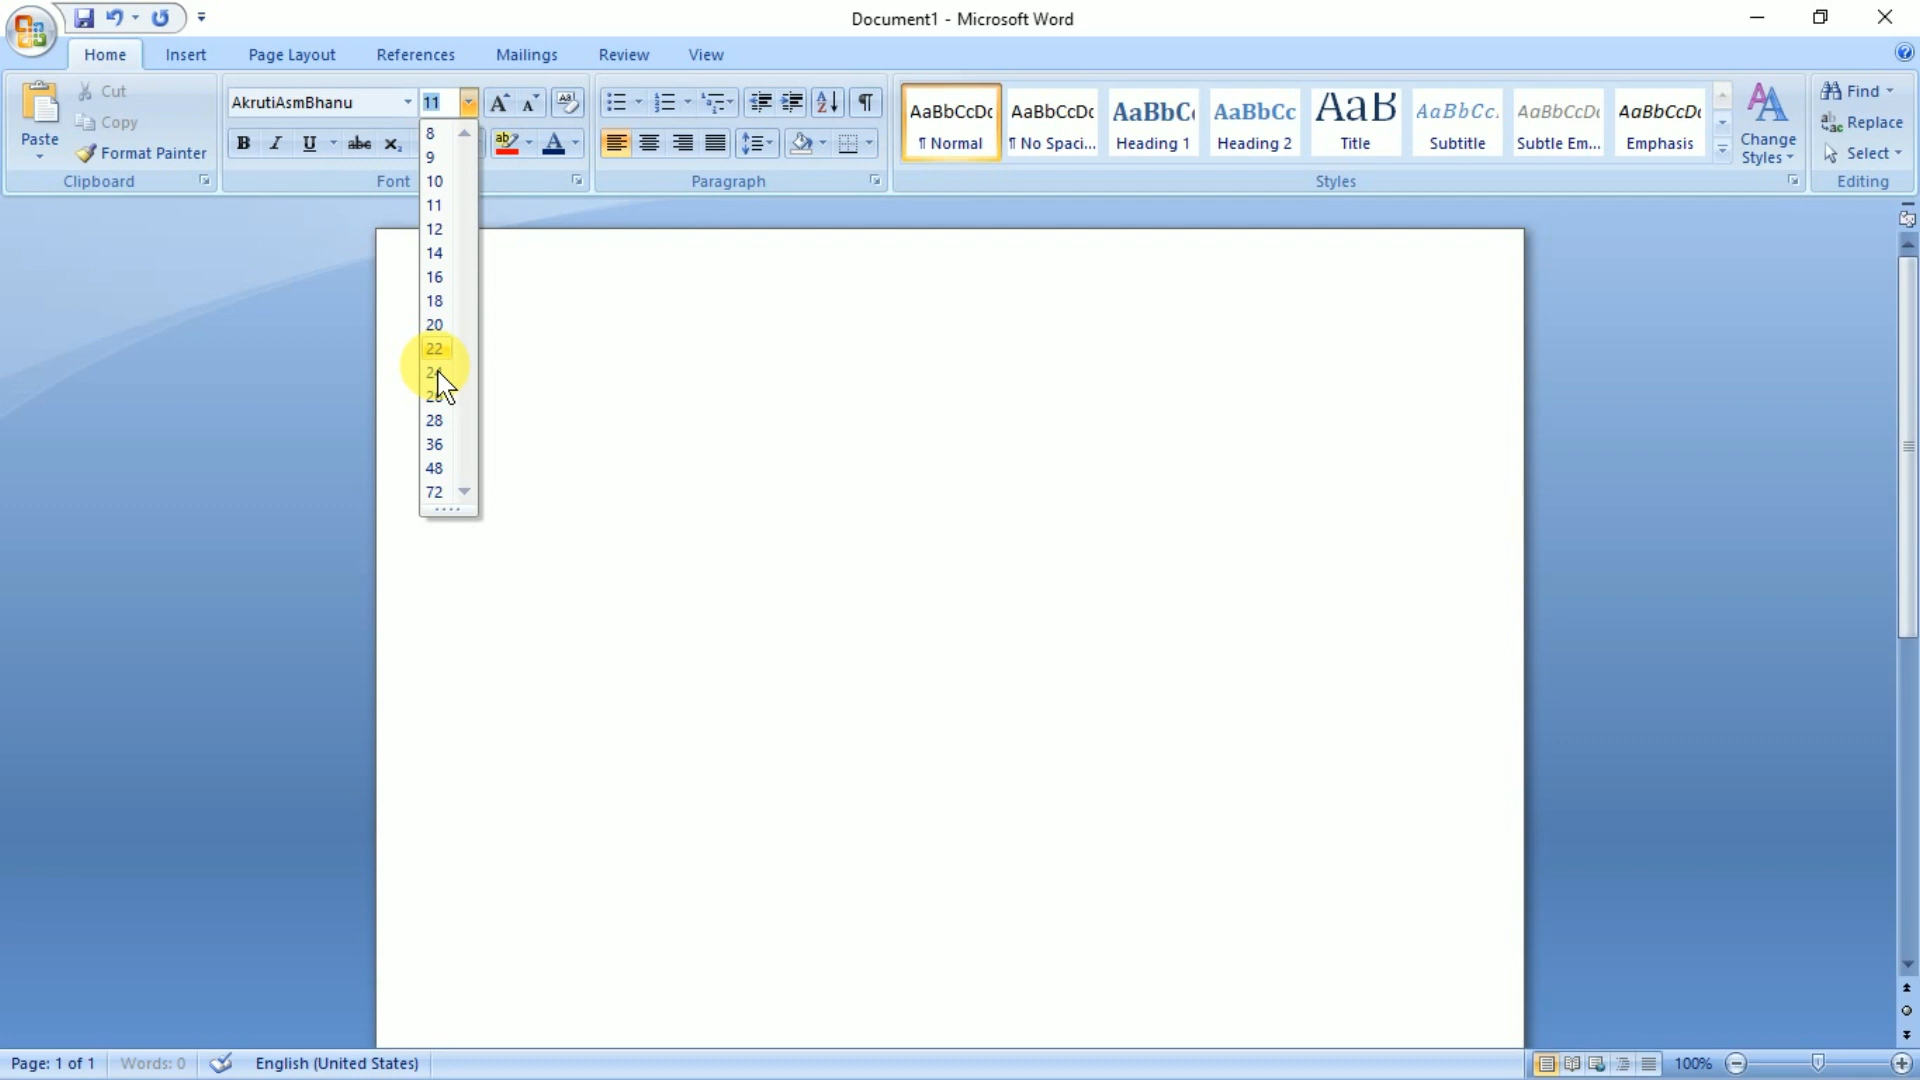 Document1 - Microsoft Word
Home Insert Page Layout References Mailings Review View
Paste
Cut
Copy
Format Painter
Clipboard
AkrutiAsmBhanu 11
Font
8
9
10
11
12
14
16
18
20
22
24
28
36
48
72
Paragraph
AaBbCcDc AaBbCcDc AaBbC AaBbCc AaB AaBbCc. AaBbCcDc AaBbCcDc
¶ Normal ¶ No Spaci... Heading 1 Heading 2 Title Subtitle Subtle Em... Emphasis
Change
Styles
Styles
Find
Replace
Select
Editing
Page: 1 of 1 Words: 0 English (United States) 100%